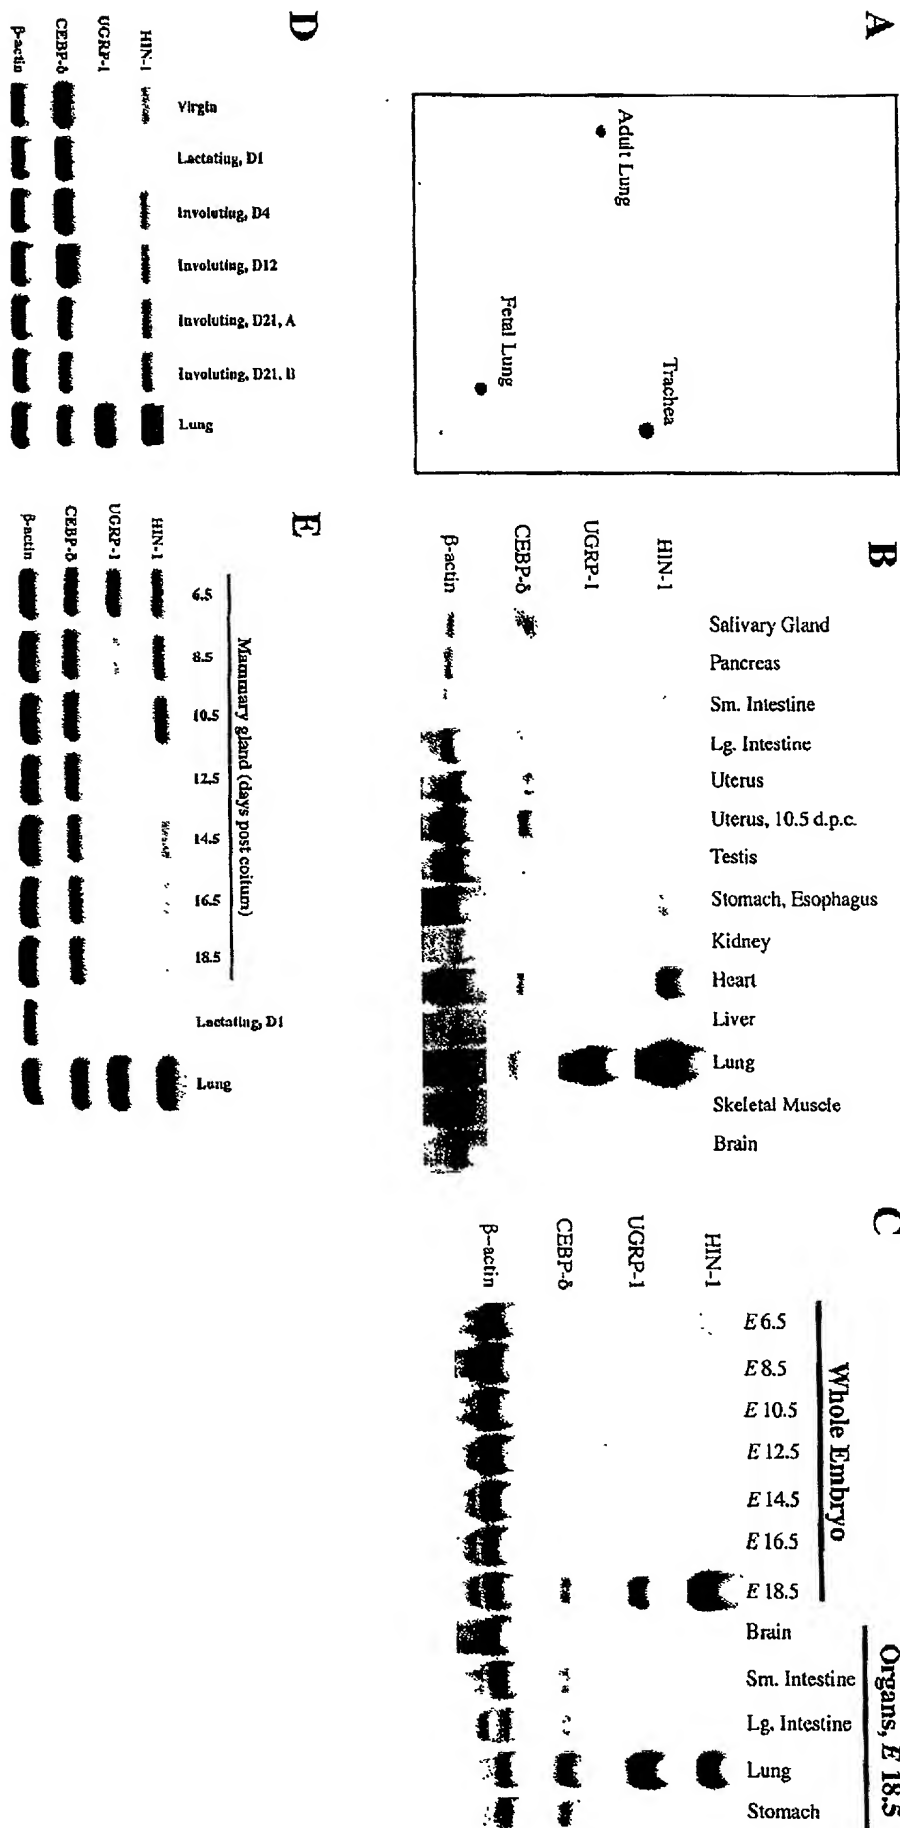 A
Adult Lung
Fetal Lung
Trachea
B
Salivary Gland
Pancreas
Sm. Intestine
Lg. Intestine
Uterus
Uterus, 10.5 d.p.c.
Testis
Stomach, Esophagus
Kidney
Heart
Liver
Lung
Skeletal Muscle
Brain
HIN-1
UGRP-1
CEBP-δ
β-actin
C
Whole Embryo
Organs, E 18.5
E 6.5
E 8.5
E 10.5
E 12.5
E 14.5
E 16.5
E 18.5
Brain
Sm. Intestine
Lg. Intestine
Lung
Stomach
HIN-1
UGRP-1
CEBP-δ
β-actin
D
Virgin
Lactating, D1
Involuting, D4
Involuting, D12
Involuting, D21, A
Involuting, D21. B
Lung
HIN-1
UGRP-1
CEBP-δ
β-actin
E
Mammary gland (days post coitum)
6.5
8.5
10.5
12.5
14.5
16.5
18.5
Lactating, D1
Lung
HIN-1
UGRP-1
CEBP-δ
β-actin